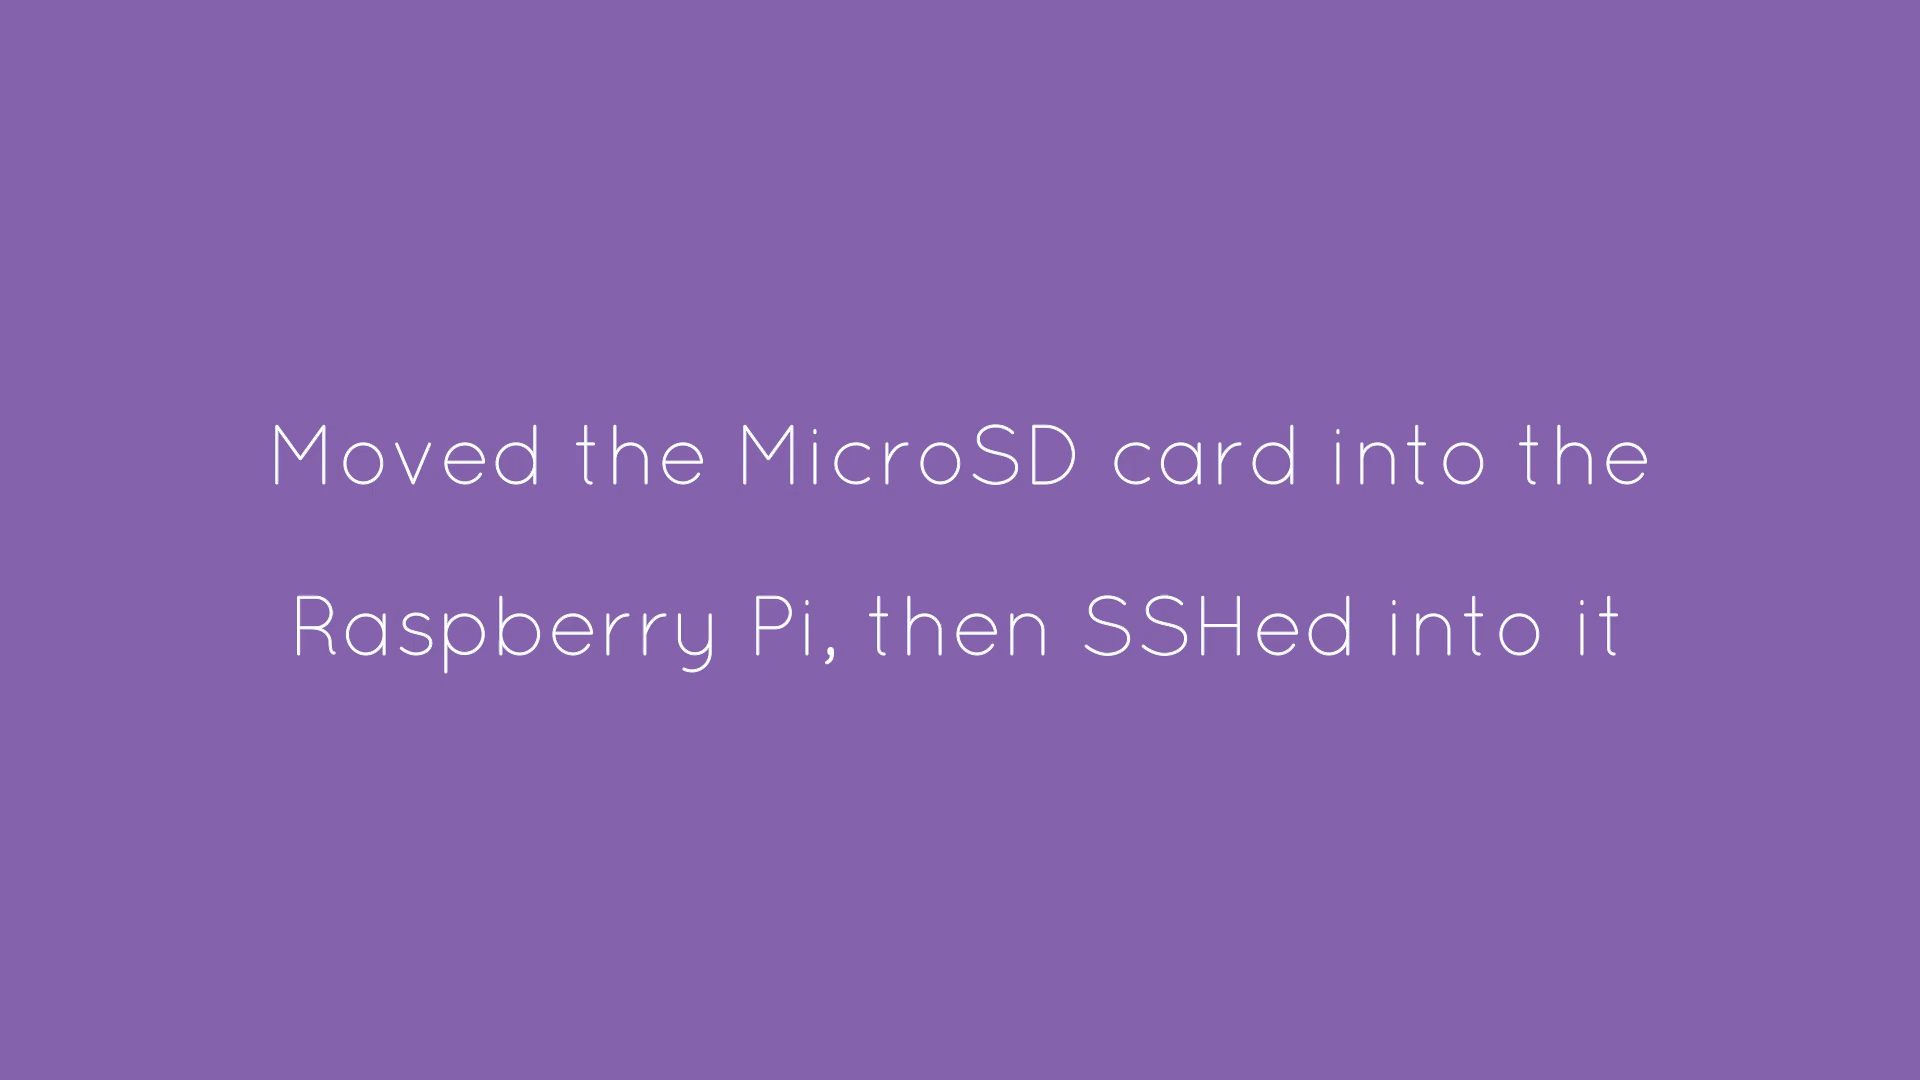 Moved the MicroSD card into the
Raspberry Pi, then SSHed into it